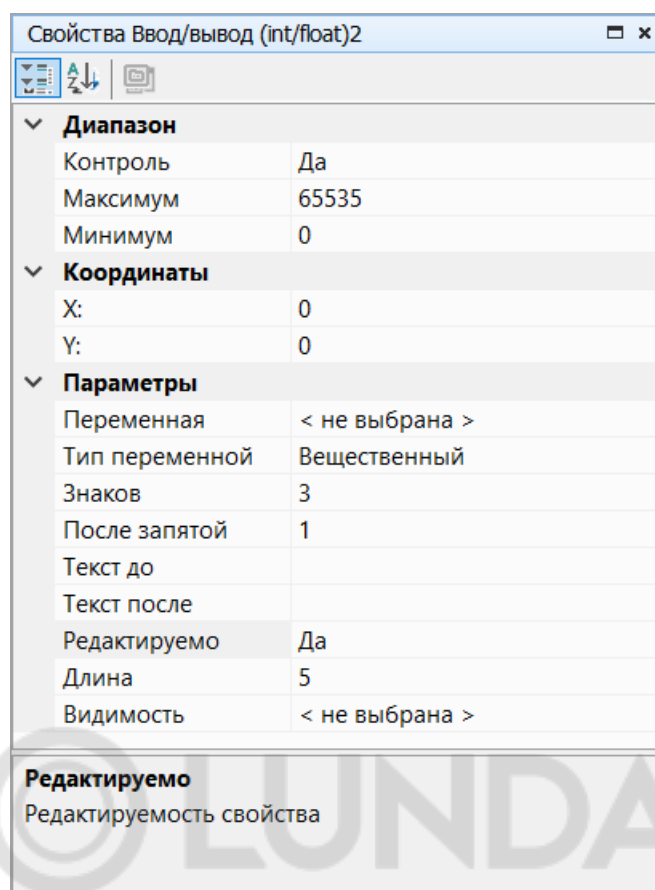 Свойства Ввод/вывод (int/float)2
Диапазон
Контроль Да
Максимум 65535
Минимум 0
Координаты
X: 0
Y: 0
Параметры
Переменная < не выбрана >
Тип переменной Вещественный
Знаков 3
После запятой 1
Текст до
Текст после
Редактируемо Да
Длина 5
Видимость < не выбрана >
Редактируемо
Редактируемость свойства
LUNDA